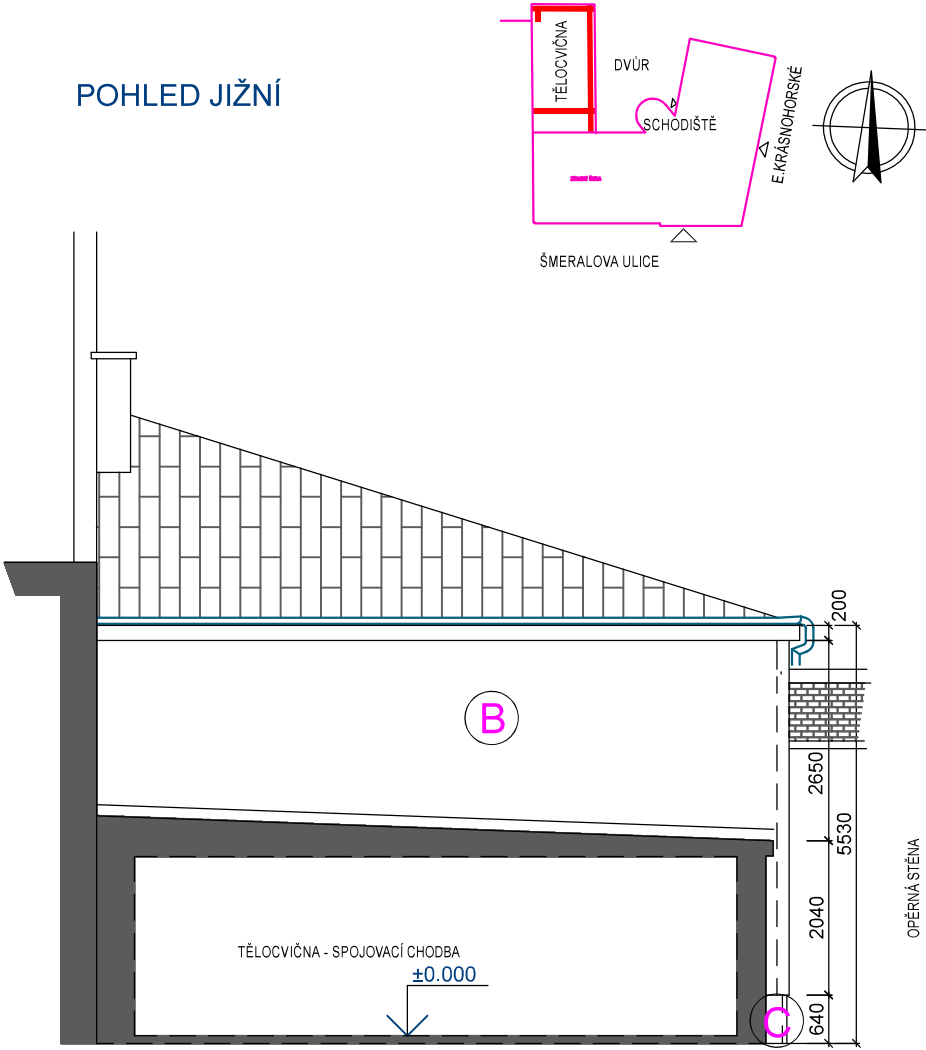 POHLED JIŽNÍ
TĚLOCVIČNA
DVŮR
SCHODIŠTĚ
E.KRÁSNOHORSKÉ
ŠMERALOVA ULICE
200
B
2650
5530
2040
OPĚRNÁ STĚNA
TĚLOCVIČNA - SPOJOVACÍ CHODBA
±0.000
640
C